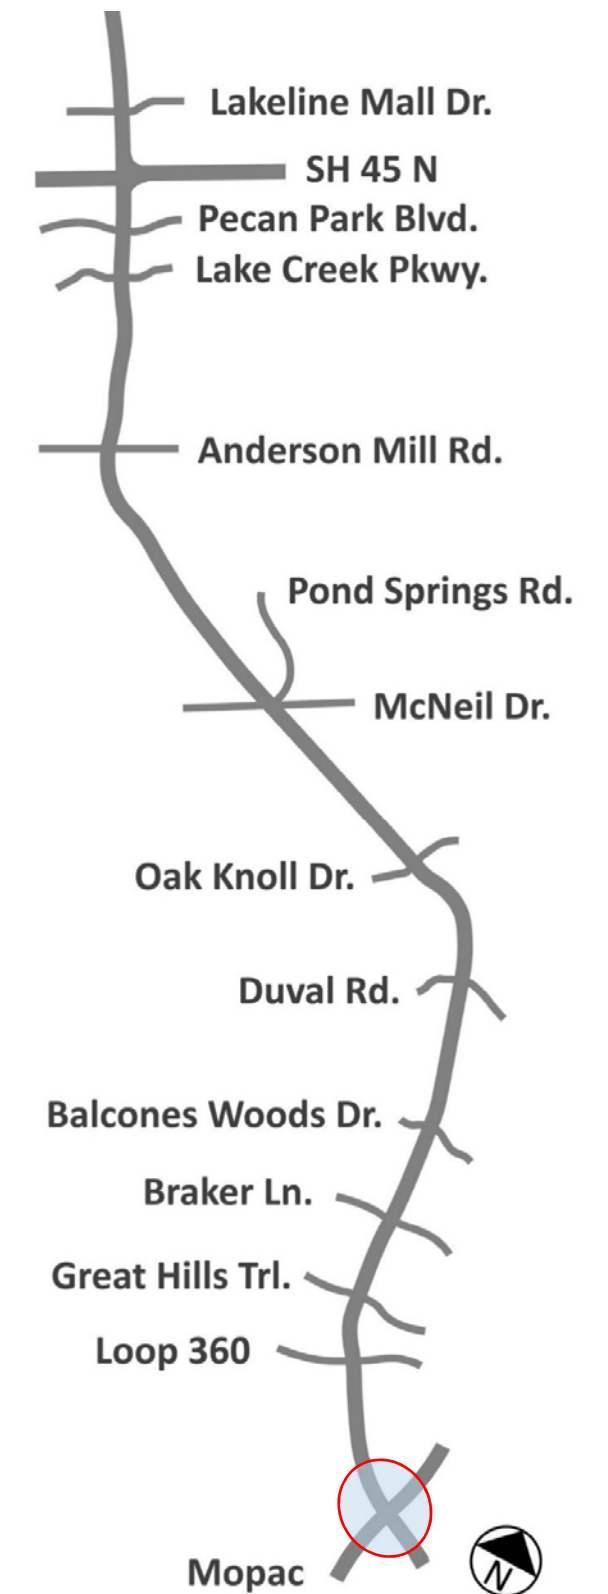 Lakeline Mall Dr.
SH 45 N
Pecan Park Blvd.
Lake Creek Pkwy.
Anderson Mill Rd.
Pond Springs Rd.
McNeil Dr.
Oak Knoll Dr.
Duval Rd.
Balcones Woods Dr.
Braker Ln.
Great Hills Trl.
Loop 360
Mopac
N